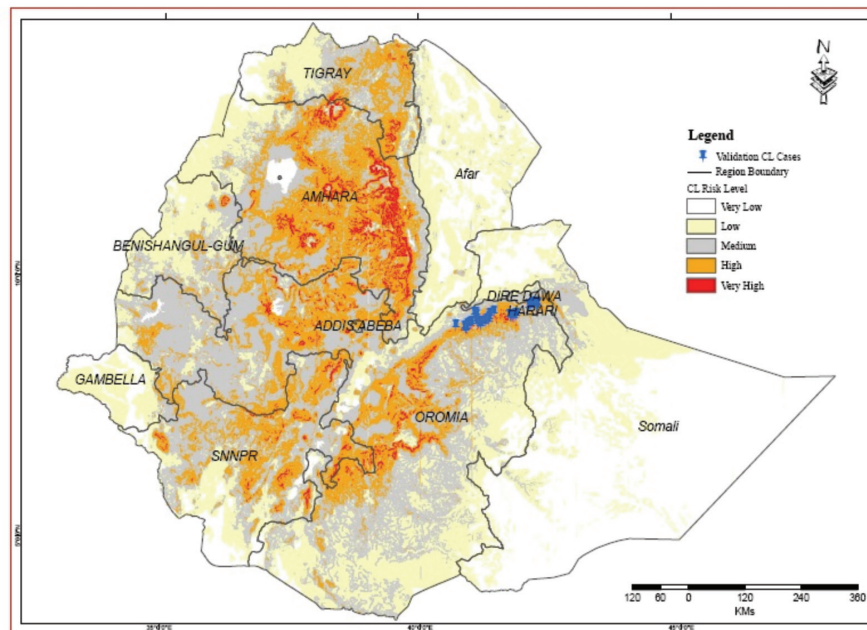 N
TIGRAY
Legend
Validation CL Cases
Region Boundary
CL Risk Level
Very Low
Low
Medium
High
Very High
Afar
AMHARA
BENISHANGUL-GUM
DIRE DAWA
HARARI
ADDIS ABEBA
GAMBELLA
OROMIA
SNNPR
Somali
120 60 0 120 240 360
KMs